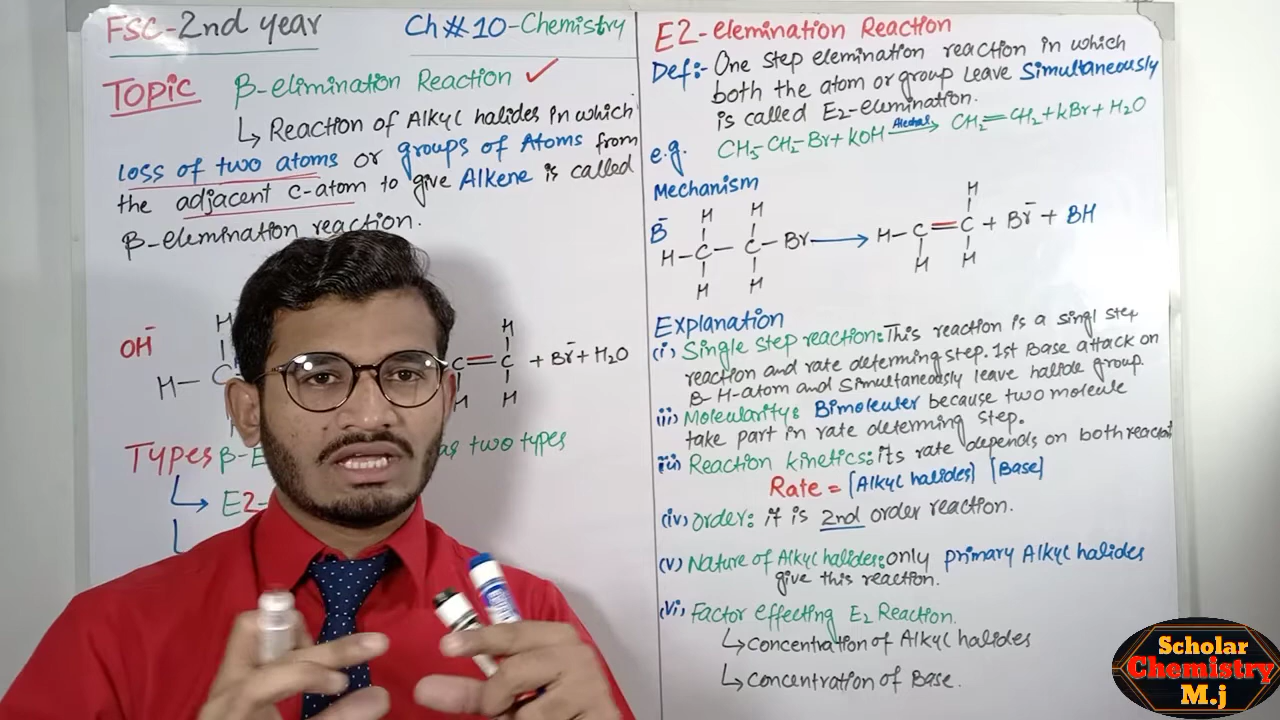 FSC-2nd year
Ch # 10-Chemistry
Topic β-elimination Reaction ✓
↳ Reaction of Alkyl halides in which
loss of two atoms or groups of Atoms from
the adjacent c-atom to give Alkene is called
β-elemination reaction.
OH⁻
H
H
H — C
C = C + Br⁻ + H2O
H
H
Types β-E
as two types
↳ E2-
E2-elemination Reaction
Def:- One step elemination reaction in which
both the atom or group leave Simultaneously
is called E2-elemination.
e.g. CH3 CH2-Br + KOH Alcohol → CH2=CH2 + KBr + H2O
Mechanism
H
H
H
B⁻
H — C — C — Br → H — C = C + Br⁻ + BH
H
H
H
H
Explanation
(i) Single step reaction: This reaction is a singl step
reaction and rate determing step. 1st Base attack on
β-H-atom and simultaneously leave halide group
(ii) Molecularity: Bimoleuler because two moleule
take part in rate determing step.
(iii) Reaction kinetics: its rate depends on both reactant
Rate = [Alkyl halides] [Base]
(iv) Order: it is 2nd order reaction.
(v) Nature of Alkyl halides: only primary Alkyl halides
give this reaction.
(vi) Factor effecting E2 Reaction.
↳ concentration of Alkyl halides
↳ concentration of Base.
Scholar
Chemistry
M.j